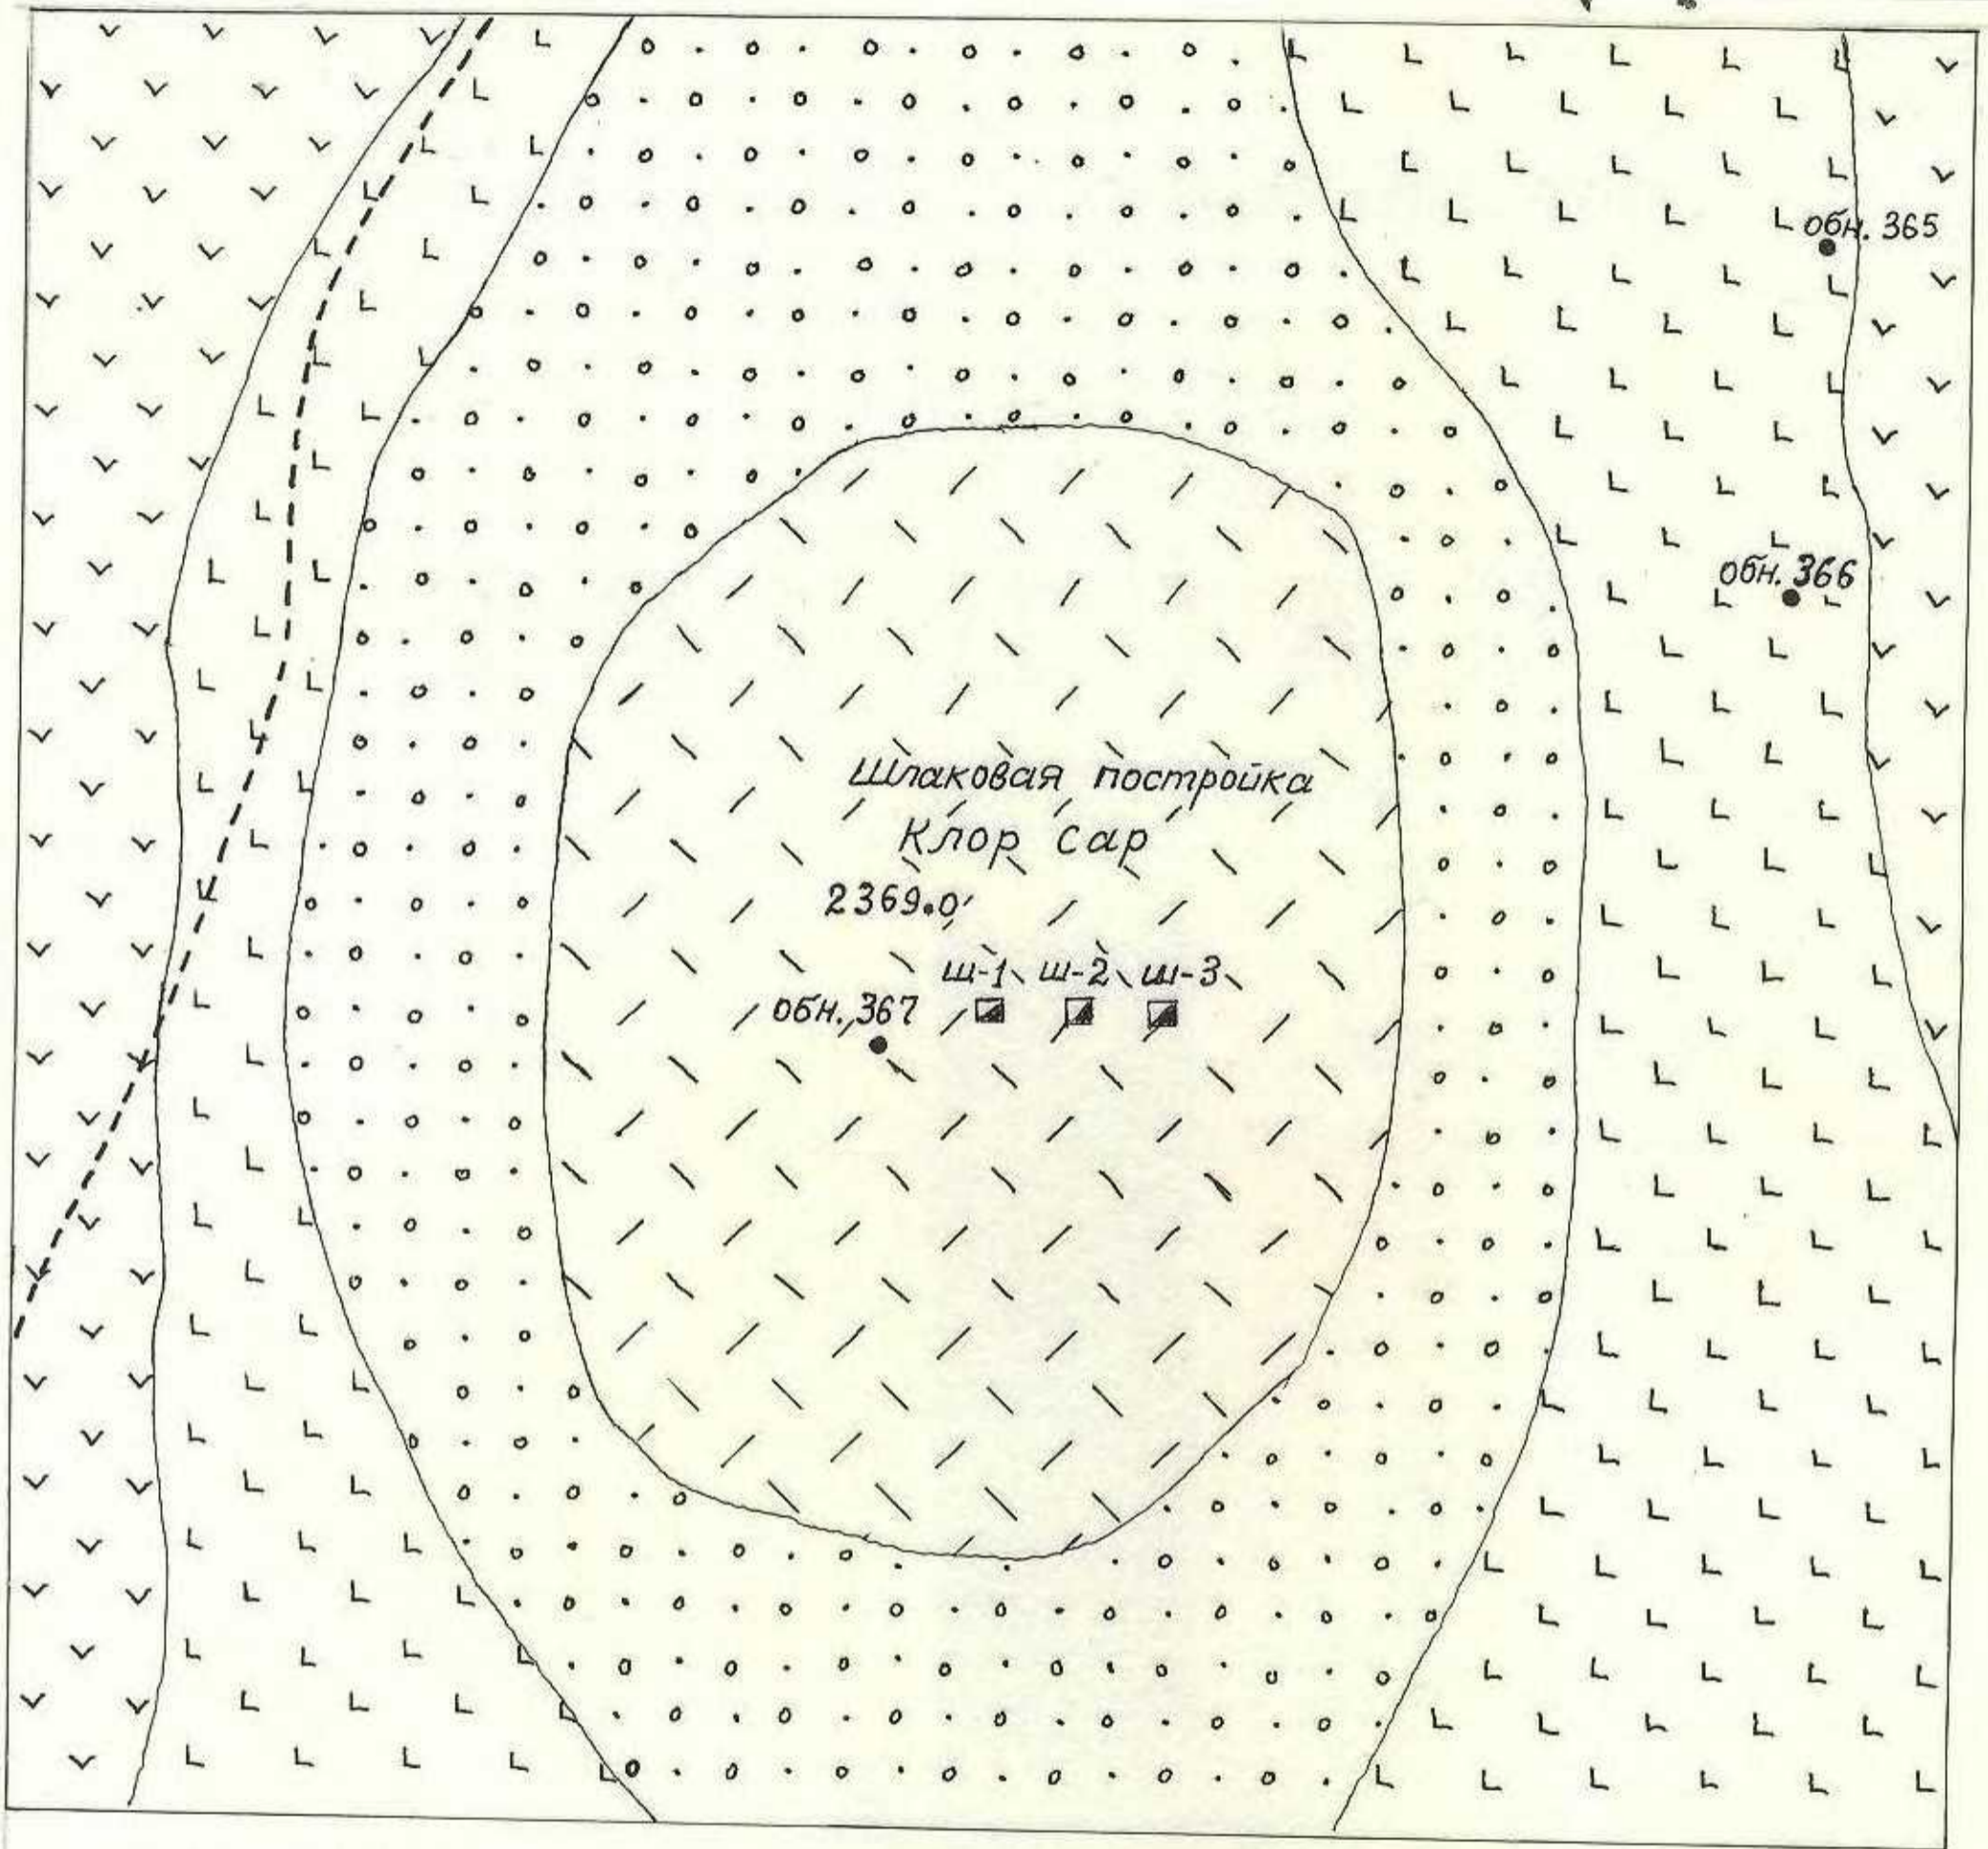 обн. 365
обн. 366
Шлаковая постройка
Клор Сар
2369.0
Ш-1 Ш-2 Ш-3
обн. 367